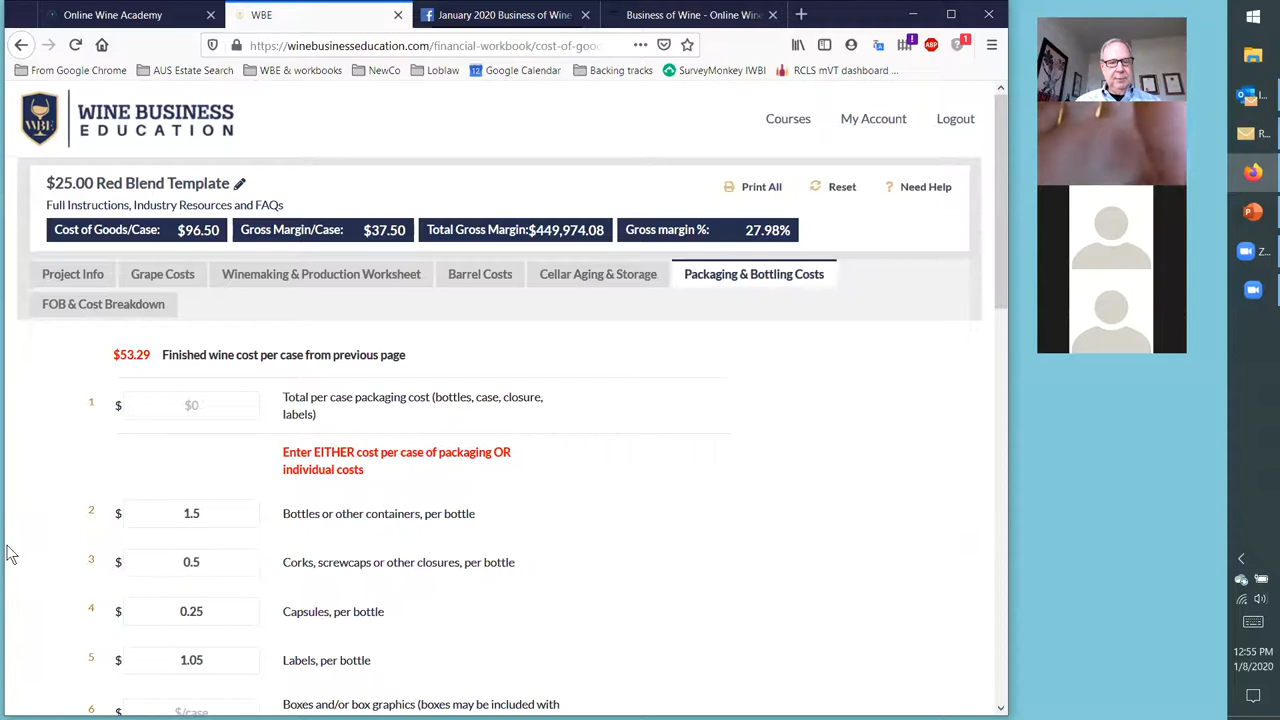 Online Wine Academy
WBE
January 2020 Business of Wine
Business of Wine - Online Wine
https://winebusinesseducation.com/financial-workbook/cost-of-goo
From Google Chrome
AUS Estate Searc
WBE & workbooks
NewCo
Loblaw
12
Google Calendar
Backing tracks
SurveyMonkey IWBI
RCLS mVT dashboard ...
ABP
1
WBE
WINE BUSINESS
EDUCATION
Courses
My Account
Logout
$25.00 Red Blend Template
Print All
Reset
? Need Help
Full Instructions, Industry Resources and FAQs
Cost of Goods/Case: $96.50
Gross Margin/Case: $37.50
Total Gross Margin:$449,974.08
Gross margin %: 27.98%
Project Info
Grape Costs
Winemaking & Production Worksheet
Barrel Costs
Cellar Aging & Storage
Packaging & Bottling Costs
FOB & Cost Breakdown
$53.29 Finished wine cost per case from previous page
1 $ $0 Total per case packaging cost (bottles, case, closure,
labels)
Enter EITHER cost per case of packaging OR
individual costs
2 $ 1.5 Bottles or other containers, per bottle
3 $ 0.5 Corks, screwcaps or other closures, per bottle
4 $ 0.25 Capsules, per bottle
5 $ 1.05 Labels, per bottle
6 $ $/case Boxes and/or box graphics (boxes may be included with
I...
R...
Z...
12:55 PM
1/8/2020